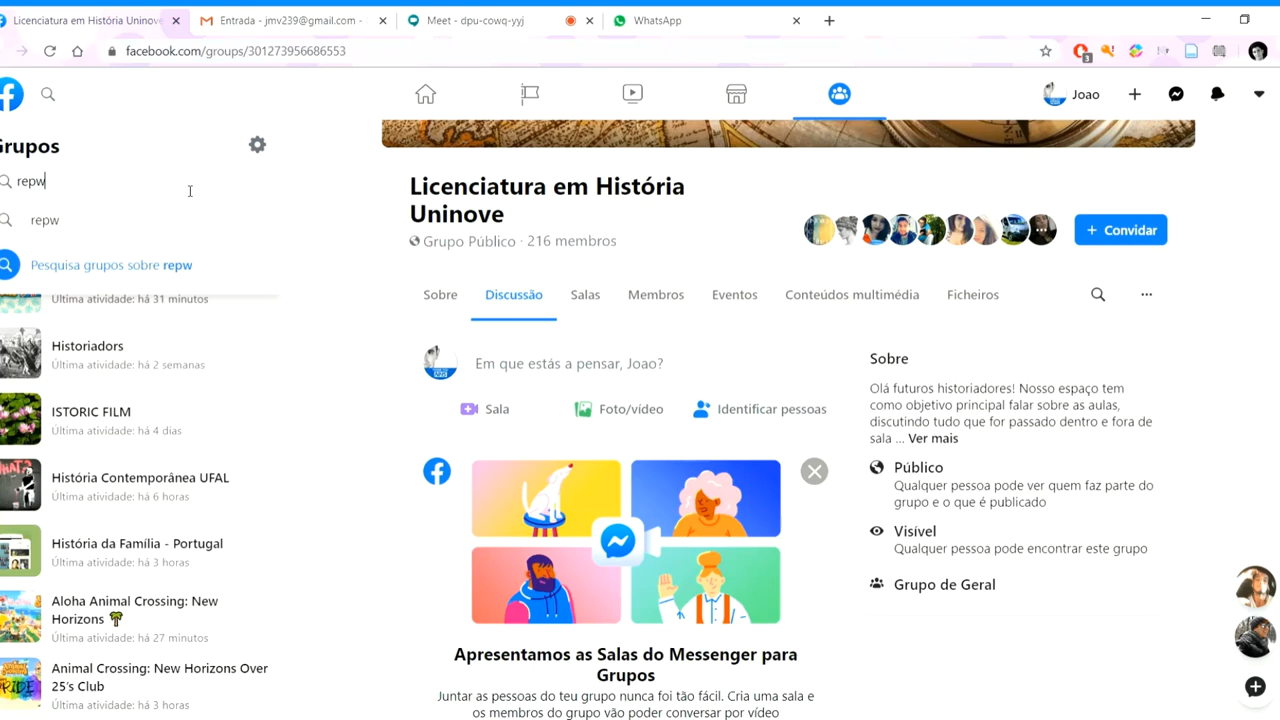 Licenciatura em História Uninove
Entrada - jmv239@gmail.com -
Meet - dpu-cowq-yyj
WhatsApp
facebook.com/groups/301273956686553
3
Joao
Grupos
repw
repw
Pesquisa grupos sobre repw
Última atividade: há 31 minutos
Historiadors
Última atividade: há 2 semanas
ISTORIC FILM
Última atividade: há 4 dias
História Contemporânea UFAL
Última atividade: há 6 horas
História da Família - Portugal
Última atividade: há 3 horas
Aloha Animal Crossing: New
Horizons
Última atividade: há 27 minutos
Animal Crossing: New Horizons Over
25's Club
Última atividade: há 3 horas
Licenciatura em História
Uninove
Grupo Público · 216 membros
+ Convidar
Sobre
Discussão
Salas
Membros
Eventos
Conteúdos multimédia
Ficheiros
Em que estás a pensar, Joao?
Sala
Foto/vídeo
Identificar pessoas
Apresentamos as Salas do Messenger para
Grupos
Juntar as pessoas do teu grupo nunca foi tão fácil. Cria uma sala e
os membros do grupo vão poder conversar por vídeo
Sobre
Olá futuros historiadores! Nosso espaço tem
como objetivo principal falar sobre as aulas,
discutindo tudo que for passado dentro e fora de
sala ... Ver mais
Público
Qualquer pessoa pode ver quem faz parte do
grupo e o que é publicado
Visível
Qualquer pessoa pode encontrar este grupo
Grupo de Geral